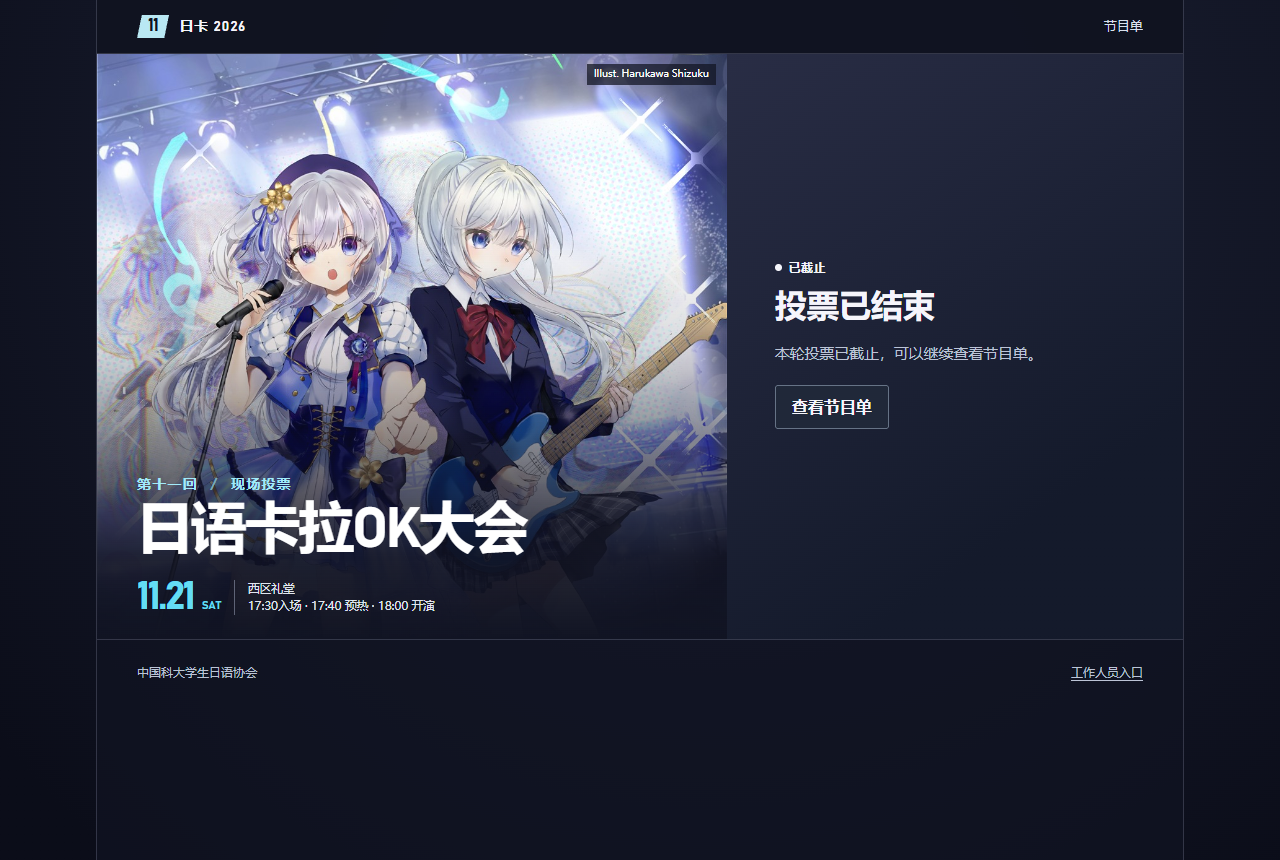 11 日卡 2026
节目单
Illust. Harukawa Shizuku
第十一回 / 现场投票
日语卡拉OK大会
11.21 SAT
西区礼堂
17:30入场 · 17:40 预热 · 18:00 开演
已截止
投票已结束
本轮投票已截止，可以继续查看节目单。
查看节目单
中国科大学生日语协会
工作人员入口